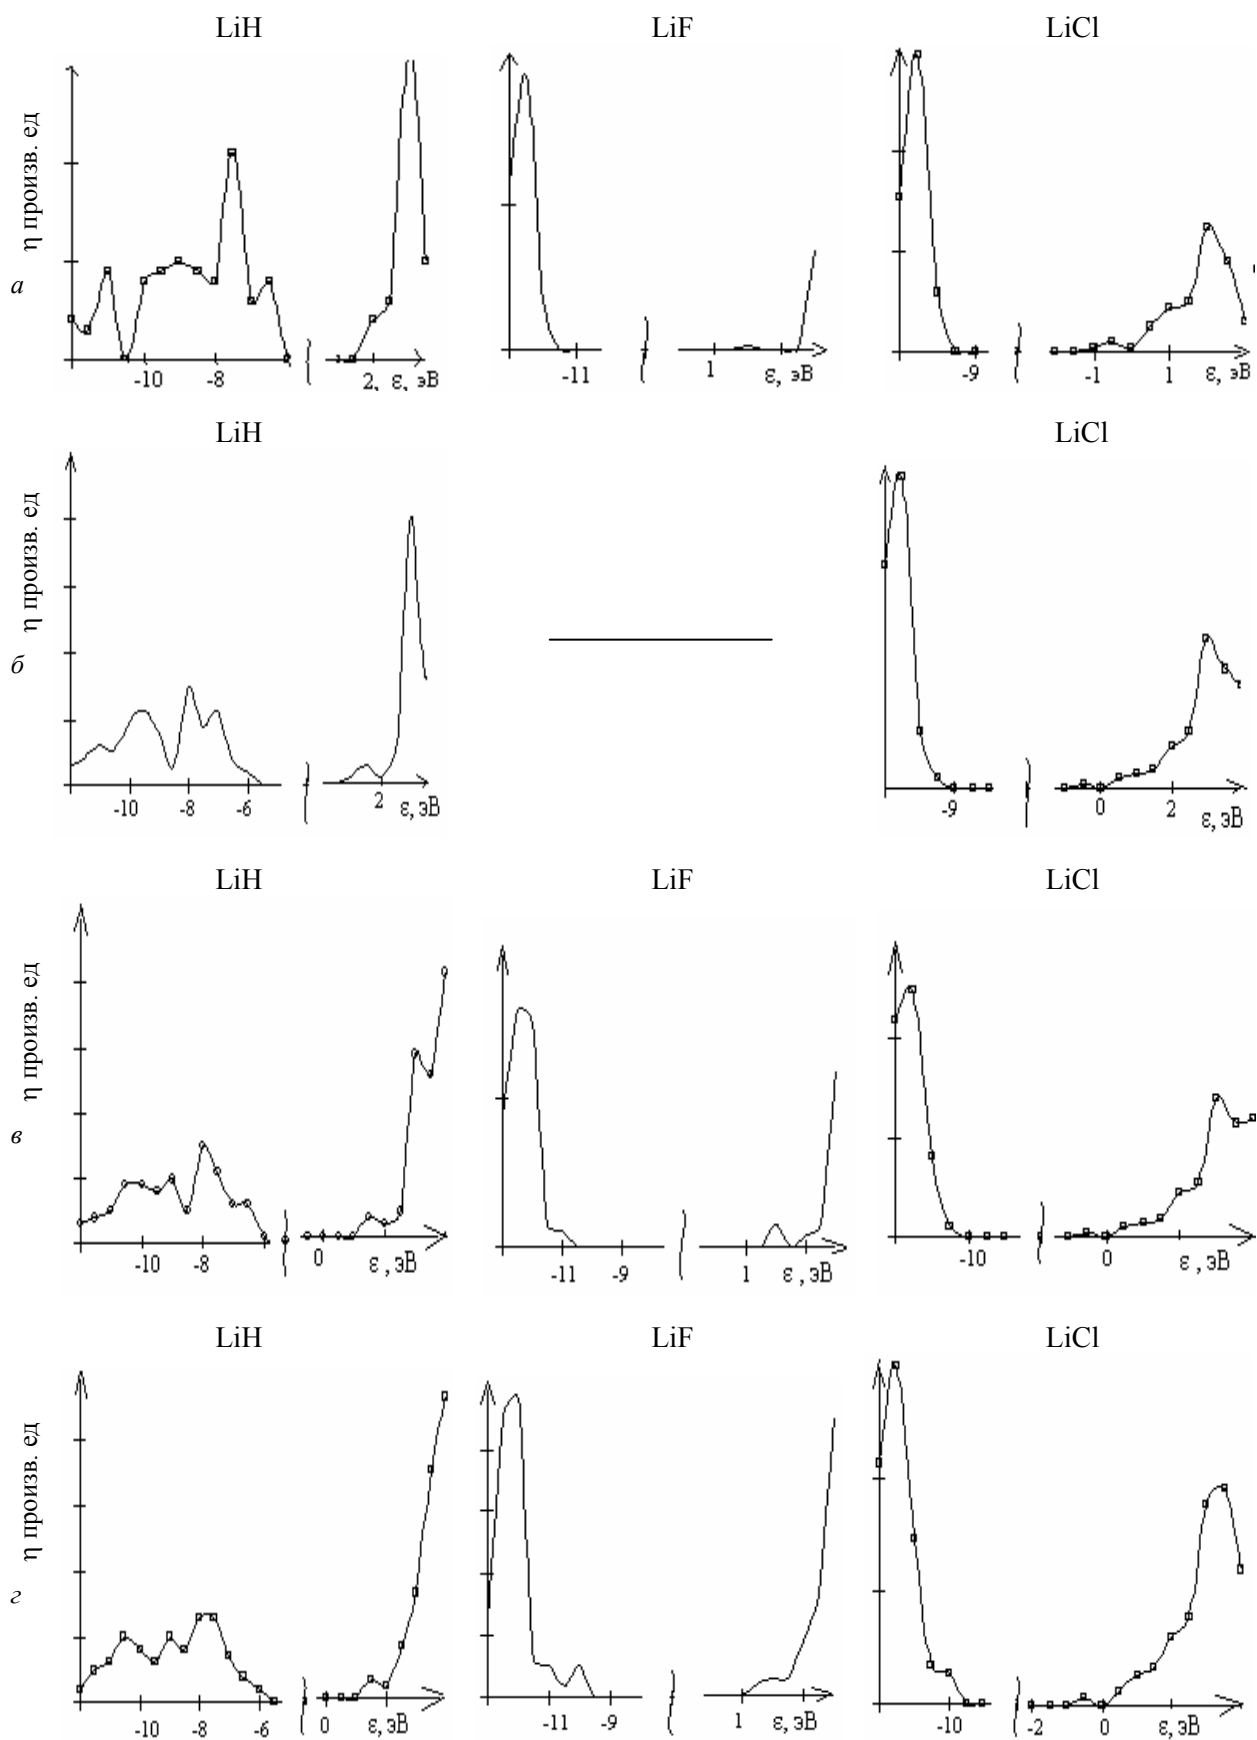 LiH LiF LiCl
η произв. ед
а
-10 -8 2, ε, эВ
-11 1 ε, эВ
-9 -1 1 ε, эВ
LiH LiCl
η произв. ед
б
-10 -8 -6 2 ε, эВ
-9 0 2 ε, эВ
LiH LiF LiCl
η произв. ед
в
-10 -8 0 ε, эВ
-11 -9 1 ε, эВ
-10 0 ε, эВ
LiH LiF LiCl
η произв. ед
г
-10 -8 -6 0 ε, эВ
-11 -9 1 ε, эВ
-10 -2 0 ε, эВ